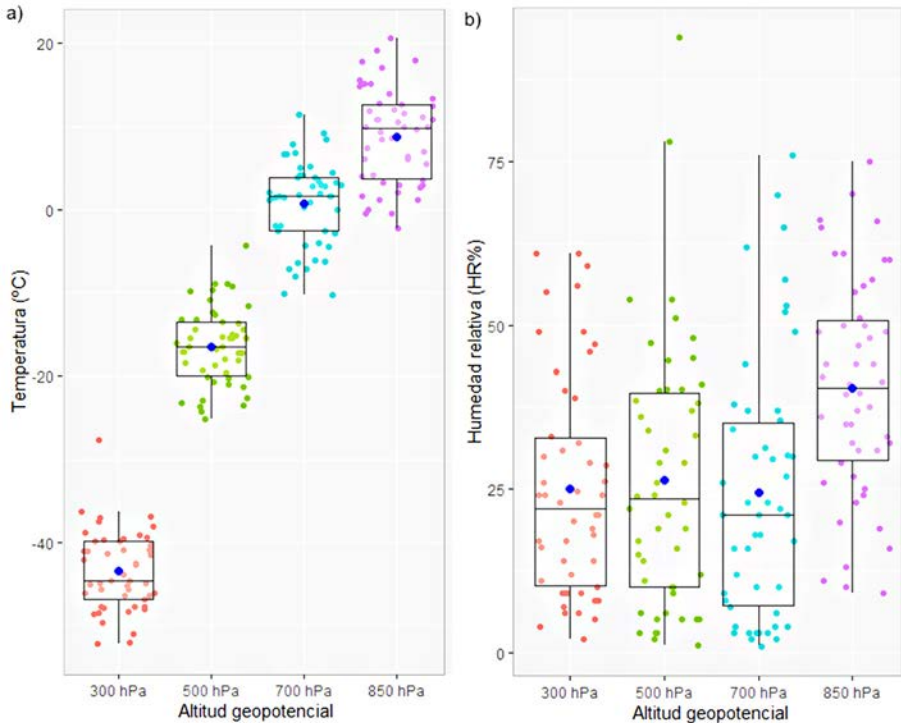 a)
Temperatura (ºC)
20
0
-20
-40
300 hPa 500 hPa 700 hPa 850 hPa
Altitud geopotencial
b)
Humedad relativa (HR%)
75
50
25
0
300 hPa 500 hPa 700 hPa 850 hPa
Altitud geopotencial